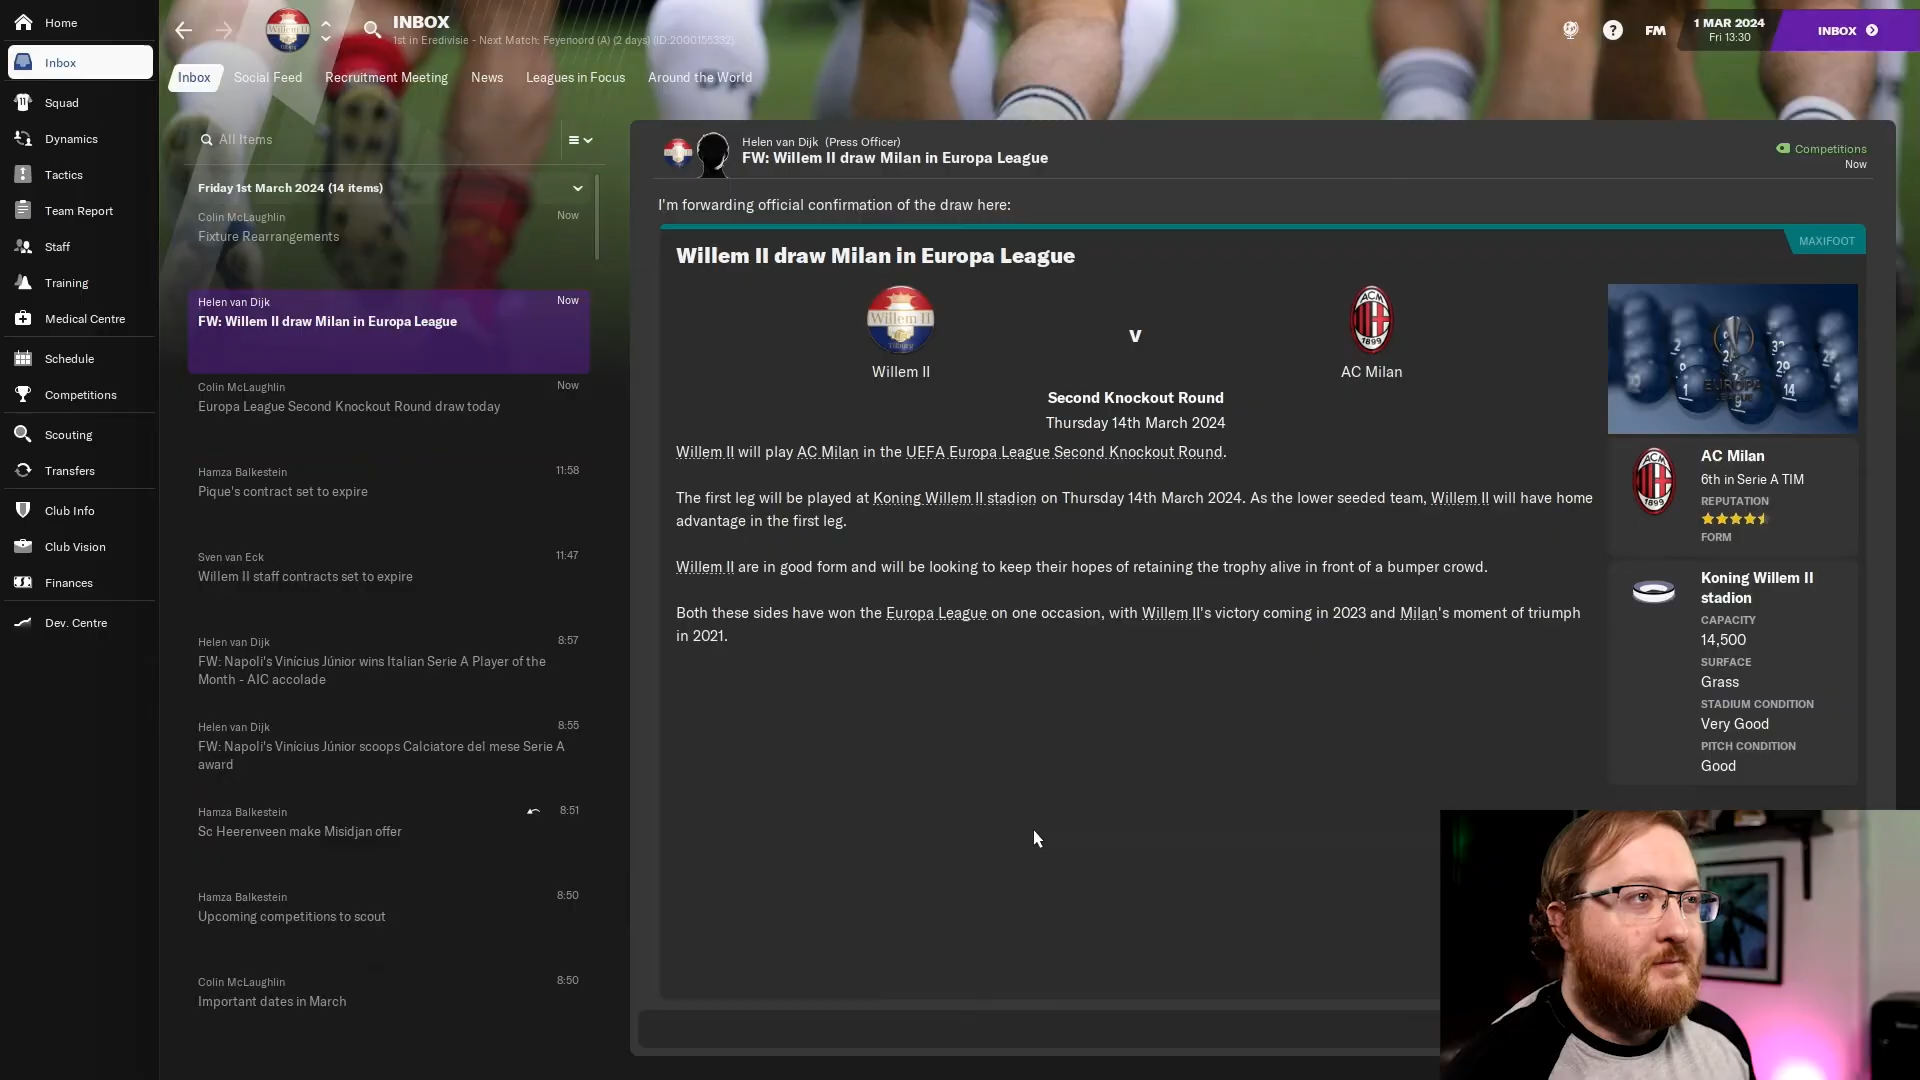 Home
Inbox
Squad
Dynamics
Tactics
Team Report
Staff
Training
Medical Centre
Schedule
Competitions
Scouting
Transfers
Club Info
Club Vision
Finances
Dev. Centre
INBOX
1st in Eredivisie - Next Match: Feyenoord (A) (2 days) (ID:2000155332)
FM
1 MAR 2024
Fri 13:30
INBOX
Inbox
Social Feed
Recruitment Meeting
News
Leagues in Focus
Around the World
All Items
Friday 1st March 2024 (14 items)
Colin McLaughlin
Now
Fixture Rearrangements
Helen van Dijk
Now
FW: Willem II draw Milan in Europa League
Colin McLaughlin
Now
Europa League Second Knockout Round draw today
Hamza Balkestein
11:58
Pique's contract set to expire
Sven van Eck
11:47
Willem II staff contracts set to expire
Helen van Dijk
8:57
FW: Napoli's Vinícius Júnior wins Italian Serie A Player of the
Month - AIC accolade
Helen van Dijk
8:55
FW: Napoli's Vinícius Júnior scoops Calciatore del mese Serie A
award
Hamza Balkestein
8:51
Sc Heerenveen make Misidjan offer
Hamza Balkestein
8:50
Upcoming competitions to scout
Colin McLaughlin
8:50
Important dates in March
Helen van Dijk (Press Officer)
FW: Willem II draw Milan in Europa League
Competitions
Now
I'm forwarding official confirmation of the draw here:
MAXIFOOT
Willem II draw Milan in Europa League
Willem II
v
ACM
1899
Willem II
AC Milan
Second Knockout Round
Thursday 14th March 2024
Willem II will play AC Milan in the UEFA Europa League Second Knockout Round.
The first leg will be played at Koning Willem II stadion on Thursday 14th March 2024. As the lower seeded team, Willem II will have home
advantage in the first leg.
Willem II are in good form and will be looking to keep their hopes of retaining the trophy alive in front of a bumper crowd.
Both these sides have won the Europa League on one occasion, with Willem II's victory coming in 2023 and Milan's moment of triumph
in 2021.
AC Milan
6th in Serie A TIM
REPUTATION
FORM
Koning Willem II
stadion
CAPACITY
14,500
SURFACE
Grass
STADIUM CONDITION
Very Good
PITCH CONDITION
Good